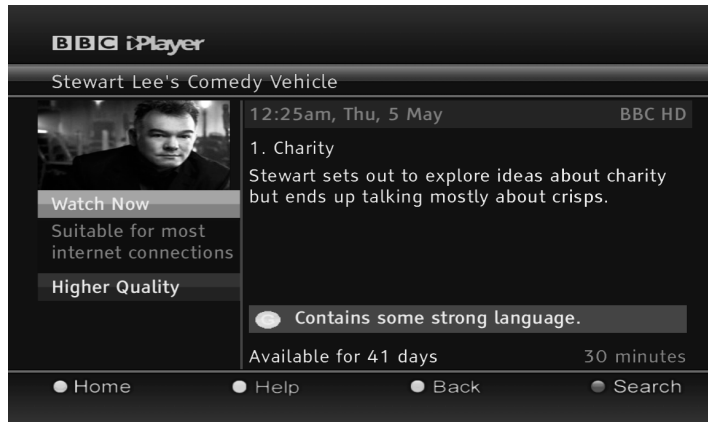 BBC iPlayer
Stewart Lee's Comedy Vehicle
12:25am, Thu, 5 May BBC HD
1. Charity
Stewart sets out to explore ideas about charity
but ends up talking mostly about crisps.
Watch Now
Suitable for most
internet connections
Higher Quality
G Contains some strong language.
Available for 41 days 30 minutes
Home Help Back Search